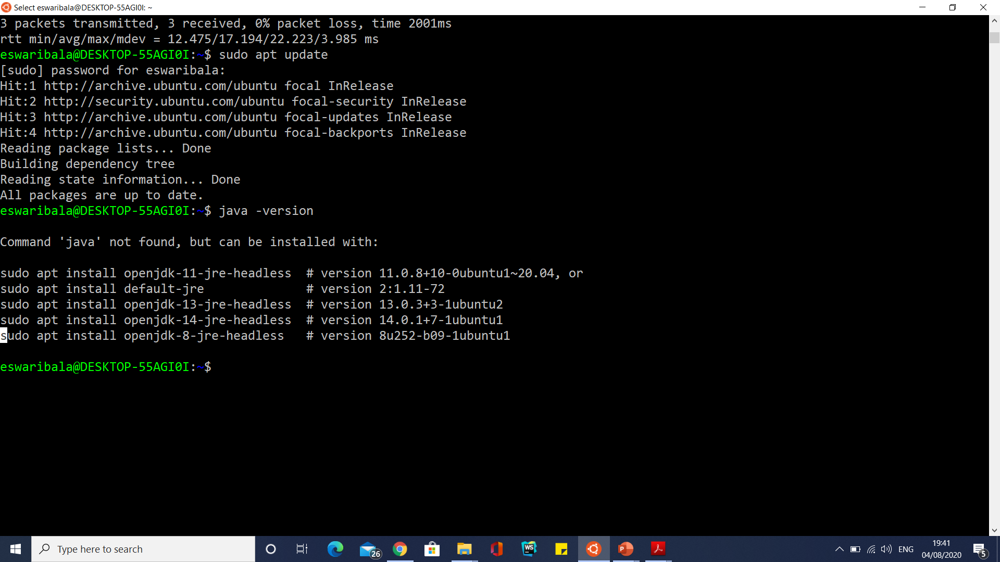 Select eswaribala@DESKTOP-55AGI0I: ~
3 packets transmitted, 3 received, 0% packet loss, time 2001ms
rtt min/avg/max/mdev = 12.475/17.194/22.223/3.985 ms
eswaribala@DESKTOP-55AGI0I:~$ sudo apt update
[sudo] password for eswaribala:
Hit:1 http://archive.ubuntu.com/ubuntu focal InRelease
Hit:2 http://security.ubuntu.com/ubuntu focal-security InRelease
Hit:3 http://archive.ubuntu.com/ubuntu focal-updates InRelease
Hit:4 http://archive.ubuntu.com/ubuntu focal-backports InRelease
Reading package lists... Done
Building dependency tree
Reading state information... Done
All packages are up to date.
eswaribala@DESKTOP-55AGI0I:~$ java -version
Command 'java' not found, but can be installed with:
sudo apt install openjdk-11-jre-headless  # version 11.0.8+10-0ubuntu1~20.04, or
sudo apt install default-jre              # version 2:1.11-72
sudo apt install openjdk-13-jre-headless  # version 13.0.3+3-1ubuntu2
sudo apt install openjdk-14-jre-headless  # version 14.0.1+7-1ubuntu1
sudo apt install openjdk-8-jre-headless   # version 8u252-b09-1ubuntu1
eswaribala@DESKTOP-55AGI0I:~$
Type here to search
26
WS
P
ENG
19:41
04/08/2020
5